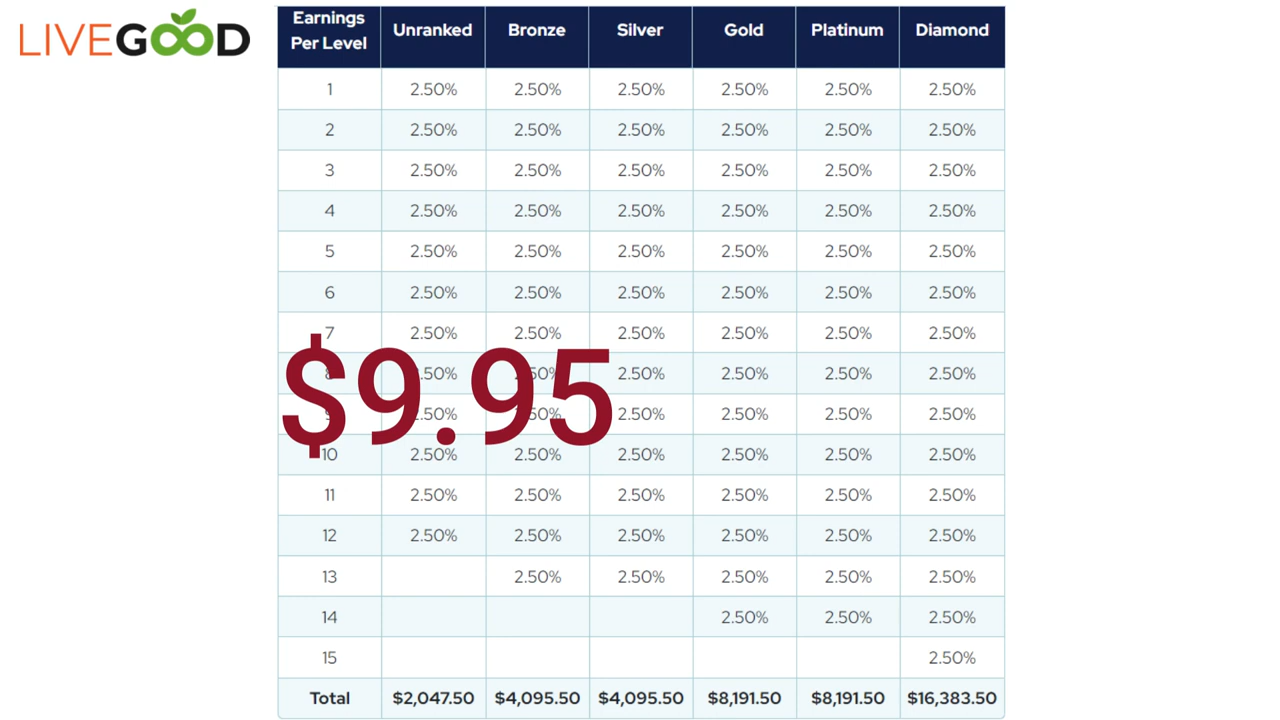 LIVEGOOD
Earnings Per Level Unranked Bronze Silver Gold Platinum Diamond
1 2.50% 2.50% 2.50% 2.50% 2.50% 2.50%
2 2.50% 2.50% 2.50% 2.50% 2.50% 2.50%
3 2.50% 2.50% 2.50% 2.50% 2.50% 2.50%
4 2.50% 2.50% 2.50% 2.50% 2.50% 2.50%
5 2.50% 2.50% 2.50% 2.50% 2.50% 2.50%
6 2.50% 2.50% 2.50% 2.50% 2.50% 2.50%
7 2.50% 2.50% 2.50% 2.50% 2.50% 2.50%
$9.95
2.50% 2.50% 2.50% 2.50%
2.50% 2.50% 2.50% 2.50%
10 2.50% 2.50% 2.50% 2.50% 2.50% 2.50%
11 2.50% 2.50% 2.50% 2.50% 2.50% 2.50%
12 2.50% 2.50% 2.50% 2.50% 2.50% 2.50%
13 2.50% 2.50% 2.50% 2.50% 2.50%
14 2.50% 2.50% 2.50%
15 2.50%
Total $2,047.50 $4,095.50 $4,095.50 $8,191.50 $8,191.50 $16,383.50